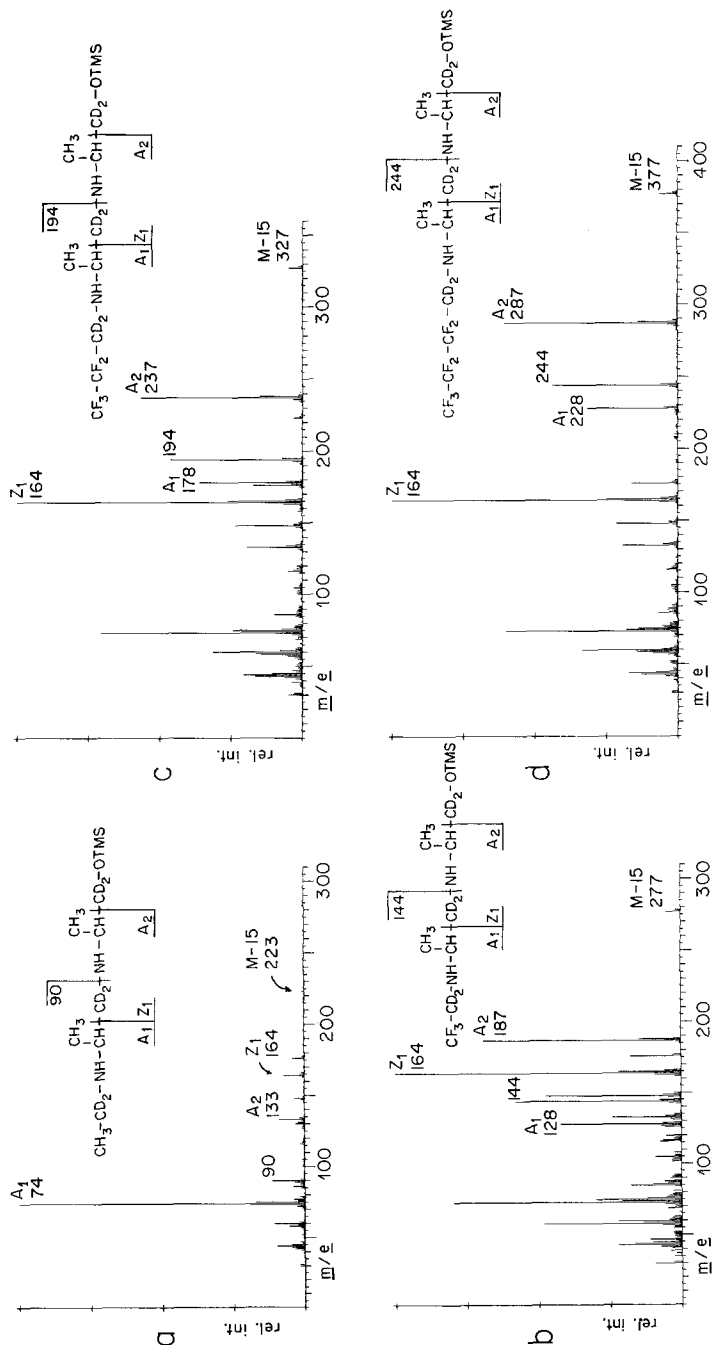 a
CH3–CD2–NH–CH–CD2–NH–CH–CD2–OTMS
CH3
CH3
90
A1 Z1
A2
A1
74
90
A2
133
Z1
164
M-15
223
100
200
300
rel. int.
b
CF3–CD2–NH–CH–CD2–NH–CH–CD2–OTMS
CH3
CH3
144
A1 Z1
A2
A1
128
144
Z1
164
A2
187
M-15
277
m/e
100
200
300
rel. int.
c
CF3–CF2–CD2–NH–CH–CD2–NH–CH–CD2–OTMS
CH3
CH3
194
A1 Z1
A2
Z1
164
A1
178
194
A2
237
M-15
327
m/e
100
200
300
rel. int.
d
CF3–CF2–CF2–CD2–NH–CH–CD2–NH–CH–CD2–OTMS
CH3
CH3
244
A1 Z1
A2
Z1
164
A1
228
244
A2
287
M-15
377
m/e
100
200
300
400
rel. int.